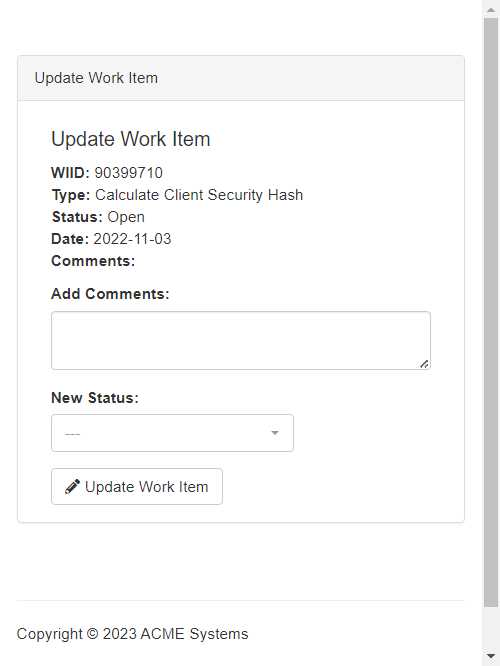 Update Work Item
Update Work Item
WIID: 90399710
Type: Calculate Client Security Hash
Status: Open
Date: 2022-11-03
Comments:
Add Comments:
New Status:
---
Update Work Item
Copyright © 2023 ACME Systems